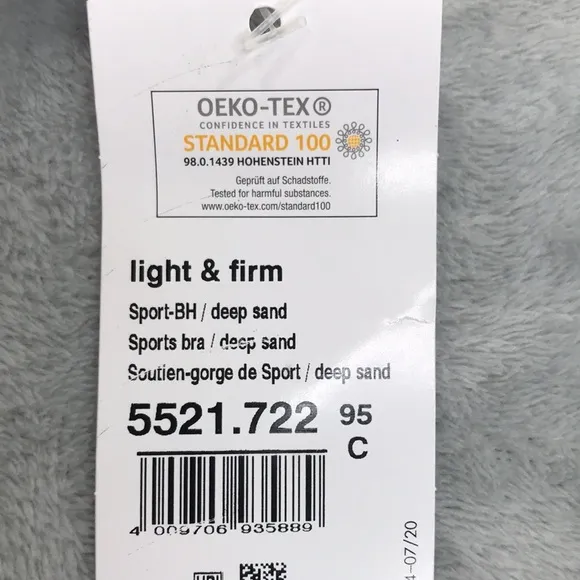 OEKO-TEX®
CONFIDENCE IN TEXTILES
STANDARD 100
98.0.1439 HOHENSTEIN HTTI
Geprüft auf Schadstoffe.
Tested for harmful substances.
www.oeko-tex.com/standard100
light & firm
Sport-BH / deep sand
Sports bra / deep sand
Soutien-gorge de Sport / deep sand
5521.722 95
C
4 009706 935889
4-07/20